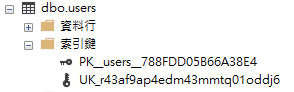 dbo.users
資料行
索引鍵
PK__users__788FDD05B66A38E4
UK_r43af9ap4edm43mmtq01oddj6